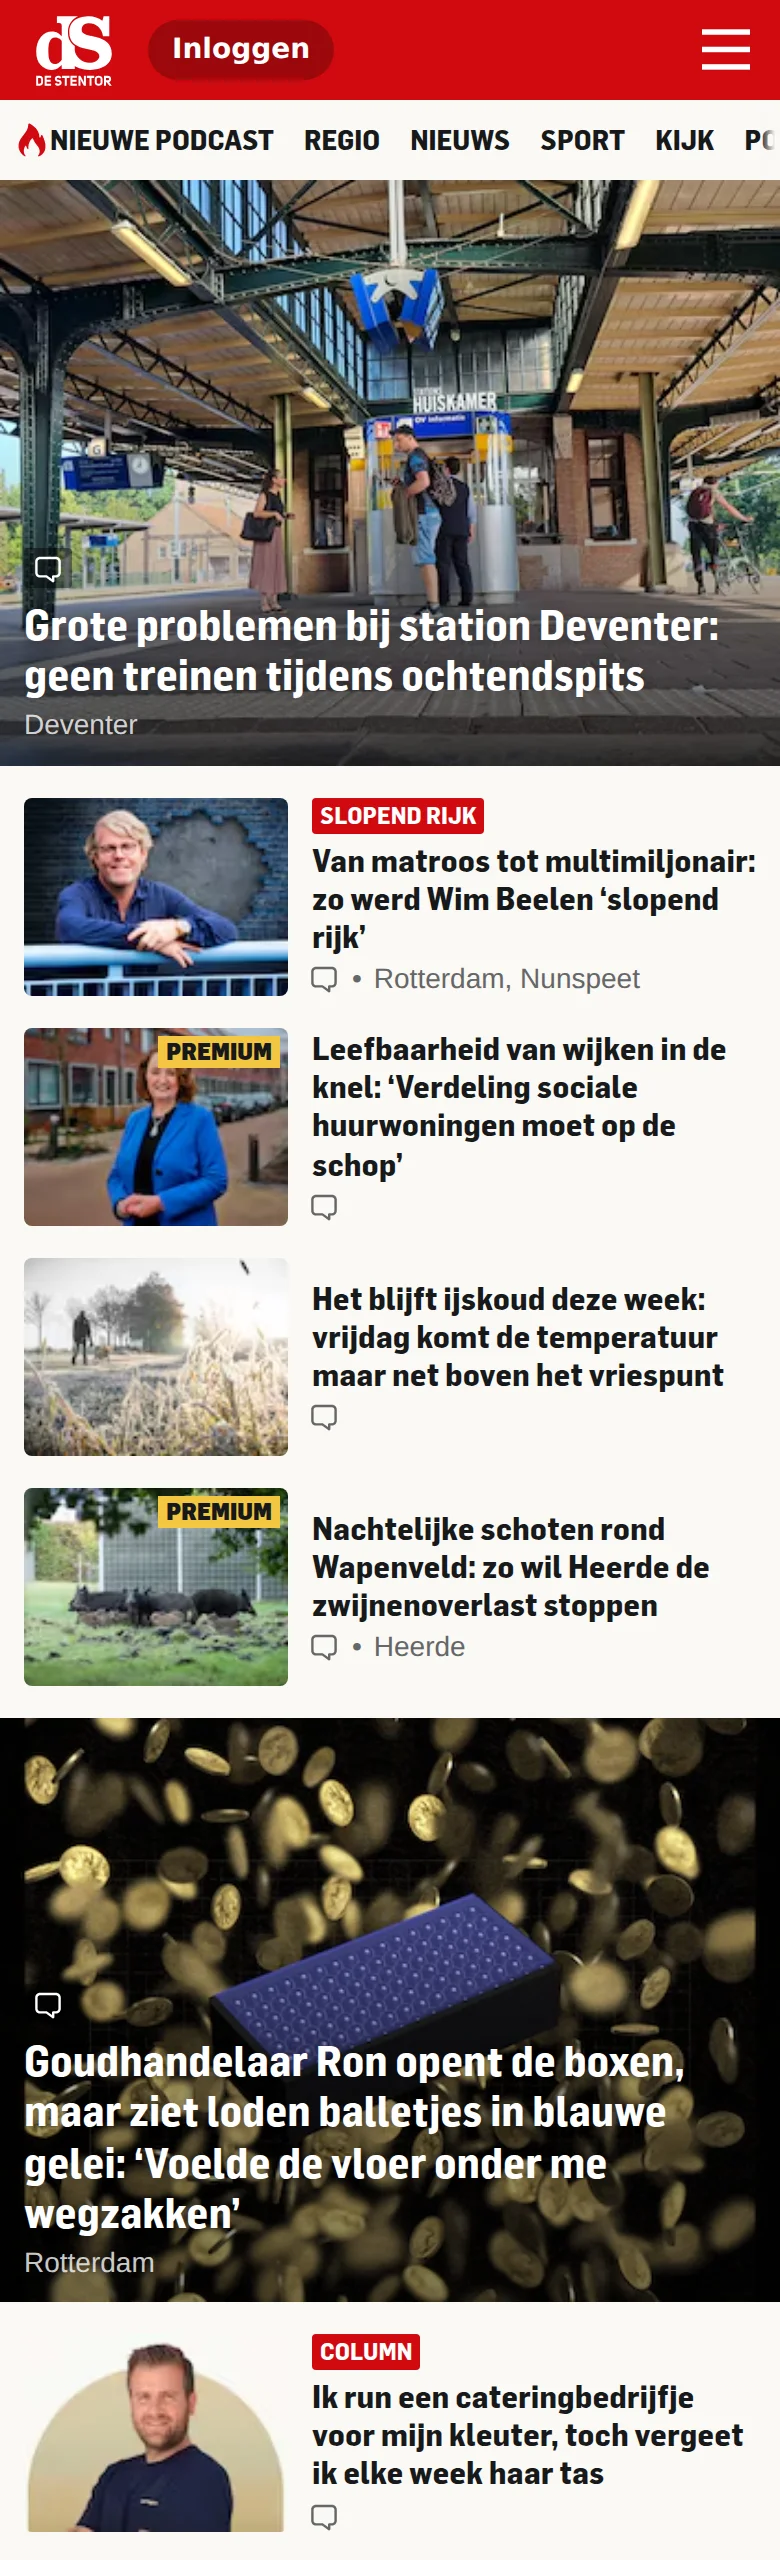 dS
DE STENTOR
Inloggen
NIEUWE PODCAST REGIO NIEUWS SPORT KIJK
STATIONS
HUISKAMER
OV informatie
Grote problemen bij station Deventer:
geen treinen tijdens ochtendspits
Deventer
SLOPEND RIJK
Van matroos tot multimiljonair:
zo werd Wim Beelen ‘slopend
rijk’
• Rotterdam, Nunspeet
PREMIUM
Leefbaarheid van wijken in de
knel: ‘Verdeling sociale
huurwoningen moet op de
schop’
Het blijft ijskoud deze week:
vrijdag komt de temperatuur
maar net boven het vriespunt
PREMIUM
Nachtelijke schoten rond
Wapenveld: zo wil Heerde de
zwijnenoverlast stoppen
• Heerde
Goudhandelaar Ron opent de boxen,
maar ziet loden balletjes in blauwe
gelei: ‘Voelde de vloer onder me
wegzakken’
Rotterdam
COLUMN
Ik run een cateringbedrijfje
voor mijn kleuter, toch vergeet
ik elke week haar tas